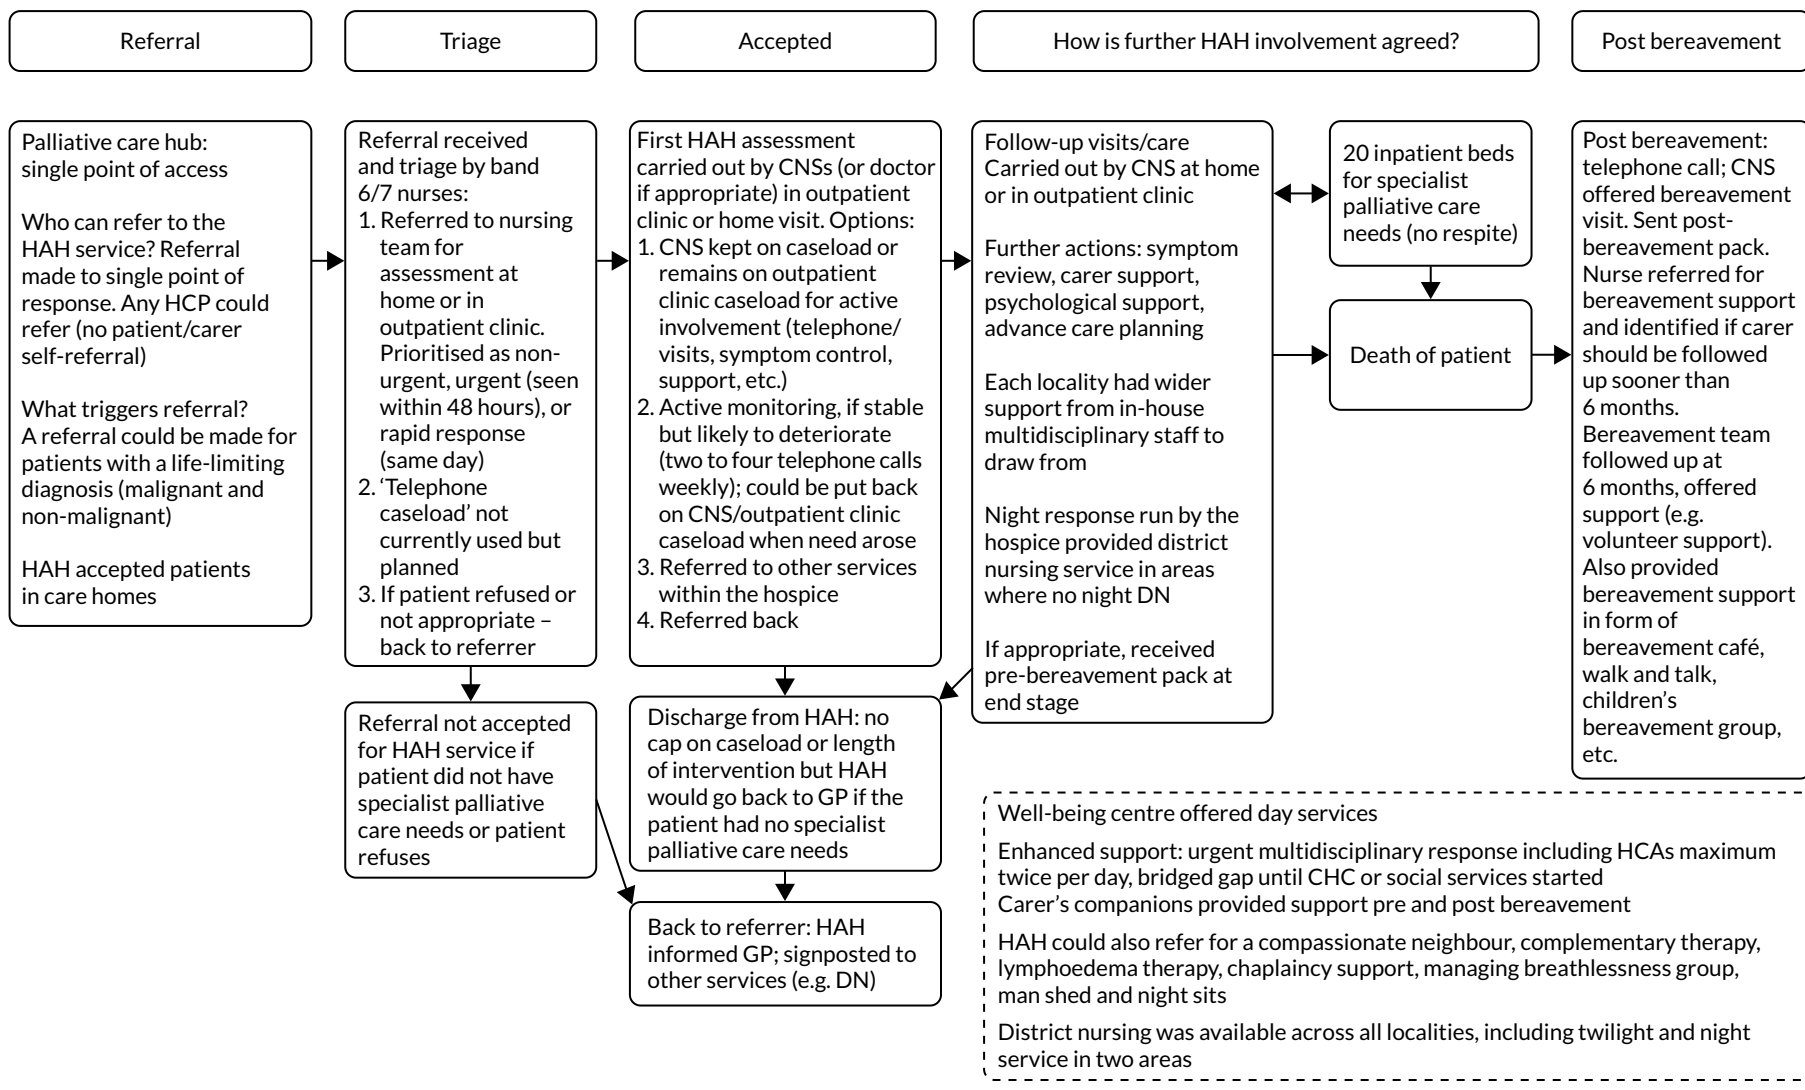 Referral
Triage
Accepted
How is further HAH involvement agreed?
Post bereavement
Palliative care hub:
single point of access
Who can refer to the
HAH service? Referral
made to single point of
response. Any HCP could
refer (no patient/carer
self-referral)
What triggers referral?
A referral could be made for
patients with a life-limiting
diagnosis (malignant and
non-malignant)
HAH accepted patients
in care homes
Referral received
and triage by band
6/7 nurses:
1. Referred to nursing
team for
assessment at
home or in
outpatient clinic.
Prioritised as non-
urgent, urgent (seen
within 48 hours), or
rapid response
(same day)
2. ‘Telephone
caseload’ not
currently used but
planned
3. If patient refused or
not appropriate –
back to referrer
Referral not accepted
for HAH service if
patient did not have
specialist palliative
care needs or patient
refuses
First HAH assessment
carried out by CNSs (or doctor
if appropriate) in outpatient
clinic or home visit. Options:
1. CNS kept on caseload or
remains on outpatient
clinic caseload for active
involvement (telephone/
visits, symptom control,
support, etc.)
2. Active monitoring, if stable
but likely to deteriorate
(two to four telephone calls
weekly); could be put back
on CNS/outpatient clinic
caseload when need arose
3. Referred to other services
within the hospice
4. Referred back
Discharge from HAH: no
cap on caseload or length
of intervention but HAH
would go back to GP if the
patient had no specialist
palliative care needs
Back to referrer: HAH
informed GP; signposted to
other services (e.g. DN)
Follow-up visits/care
Carried out by CNS at home
or in outpatient clinic
Further actions: symptom
review, carer support,
psychological support,
advance care planning
Each locality had wider
support from in-house
multidisciplinary staff to
draw from
Night response run by the
hospice provided district
nursing service in areas
where no night DN
If appropriate, received
pre-bereavement pack at
end stage
20 inpatient beds
for specialist
palliative care
needs (no respite)
Death of patient
Post bereavement:
telephone call; CNS
offered bereavement
visit. Sent post-
bereavement pack.
Nurse referred for
bereavement support
and identified if carer
should be followed
up sooner than
6 months.
Bereavement team
followed up at
6 months, offered
support (e.g.
volunteer support).
Also provided
bereavement support
in form of
bereavement café,
walk and talk,
children’s
bereavement group,
etc.
Well-being centre offered day services
Enhanced support: urgent multidisciplinary response including HCAs maximum
twice per day, bridged gap until CHC or social services started
Carer’s companions provided support pre and post bereavement
HAH could also refer for a compassionate neighbour, complementary therapy,
lymphoedema therapy, chaplaincy support, managing breathlessness group,
man shed and night sits
District nursing was available across all localities, including twilight and night
service in two areas